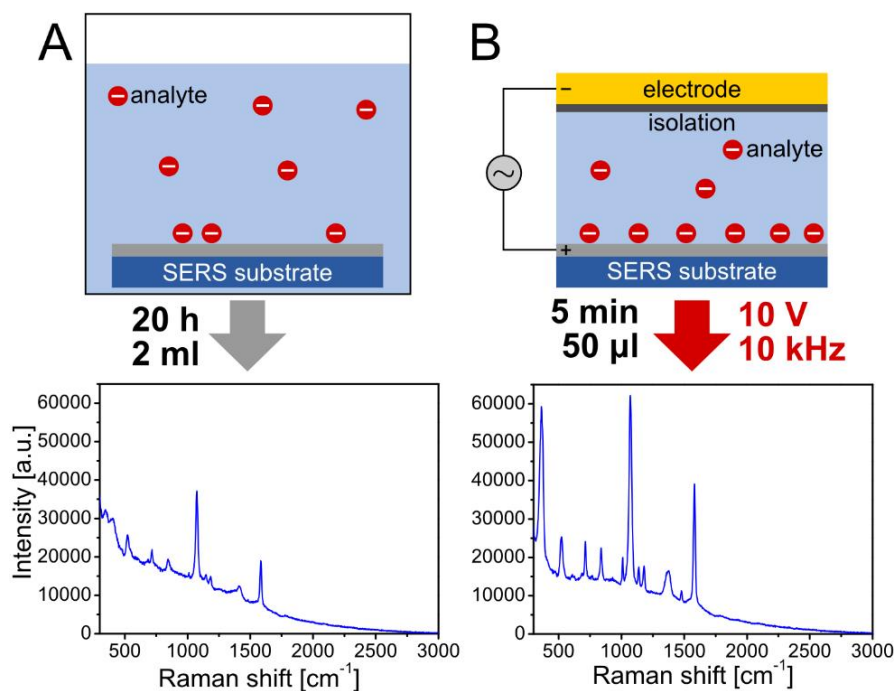 A
B
analyte
SERS substrate
−
electrode
isolation
analyte
+
SERS substrate
20 h
2 ml
5 min
50 µl
10 V
10 kHz
Intensity [a.u.]
60000
50000
40000
30000
20000
10000
0
500 1000 1500 2000 2500 3000
Raman shift [cm⁻¹]
60000
50000
40000
30000
20000
10000
0
500 1000 1500 2000 2500 3000
Raman shift [cm⁻¹]